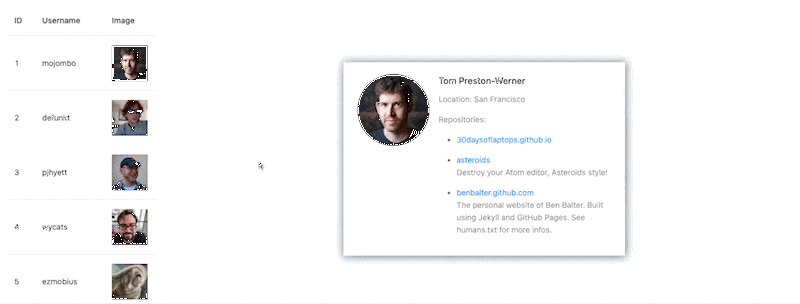 ID Username Image
1 mojombo
2 defunkt
3 pjhyett
4 wycats
5 ezmobius
Tom Preston-Werner
Location: San Francisco
Repositories:
30daysoflaptops.github.io
asteroids
Destroy your Atom editor, Asteroids style!
benbalter.github.com
The personal website of Ben Balter. Built
using Jekyll and GitHub Pages. See
humans.txt for more infos.